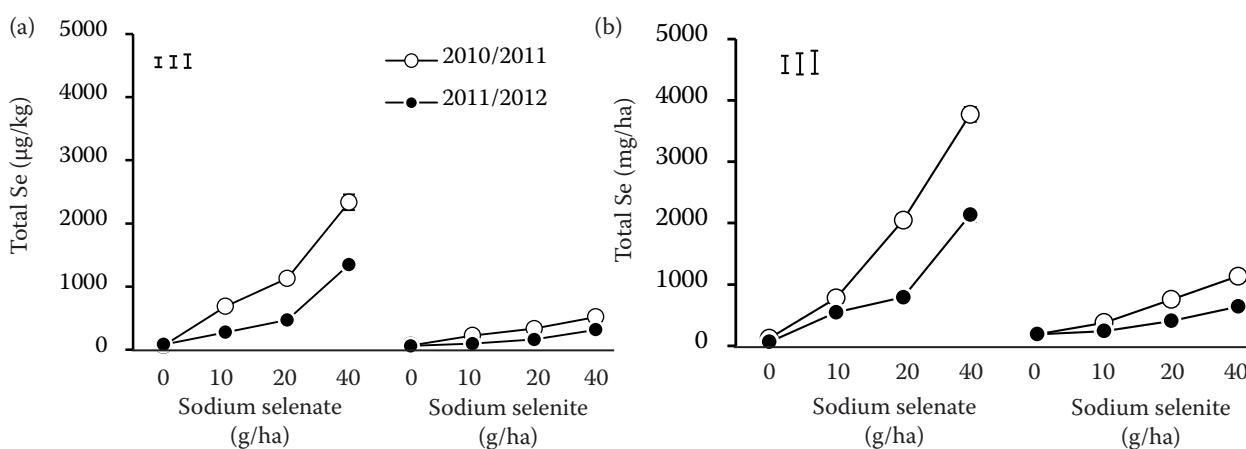 (a)
Total Se (µg/kg)
5000
4000
3000
2000
1000
0
2010/2011
2011/2012
0 10 20 40 0 10 20 40
Sodium selenate Sodium selenite
(g/ha) (g/ha)
(b)
Total Se (mg/ha)
5000
4000
3000
2000
1000
0
0 10 20 40 0 10 20 40
Sodium selenate Sodium selenite
(g/ha) (g/ha)